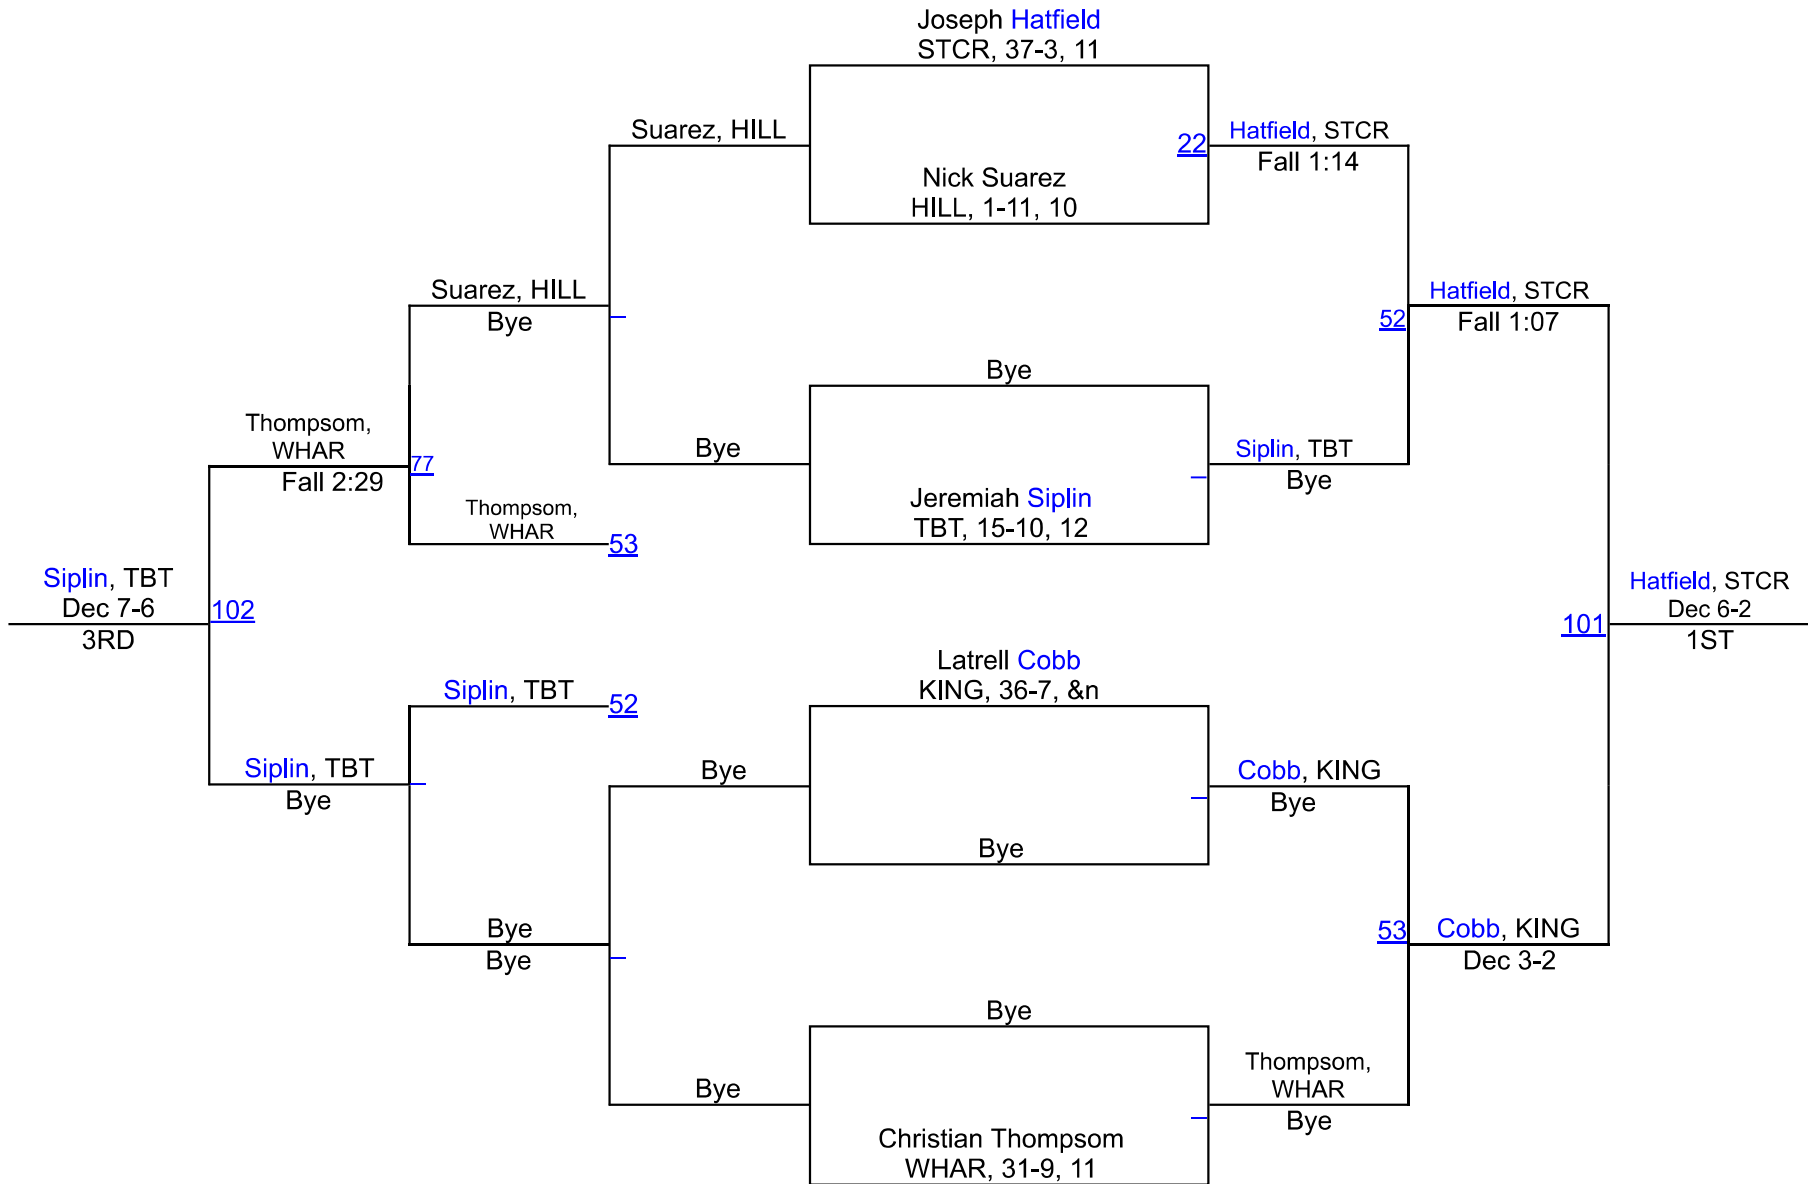 Joseph Hatfield
STCR, 37-3, 11
Suarez, HILL
22
Hatfield, STCR
Fall 1:14
Nick Suarez
HILL, 1-11, 10
Suarez, HILL
Bye
Hatfield, STCR
52
Fall 1:07
Bye
Thompsom,
WHAR
77
Fall 2:29
Bye
Siplin, TBT
Bye
Jeremiah Siplin
TBT, 15-10, 12
Thompsom,
WHAR
53
Siplin, TBT
Dec 7-6
102
3RD
Hatfield, STCR
Dec 6-2
101
1ST
Latrell Cobb
KING, 36-7, &n
Siplin, TBT
52
Siplin, TBT
Bye
Bye
Cobb, KING
Bye
Bye
Bye
Bye
53
Cobb, KING
Dec 3-2
Bye
Bye
Thompsom,
WHAR
Bye
Christian Thompsom
WHAR, 31-9, 11